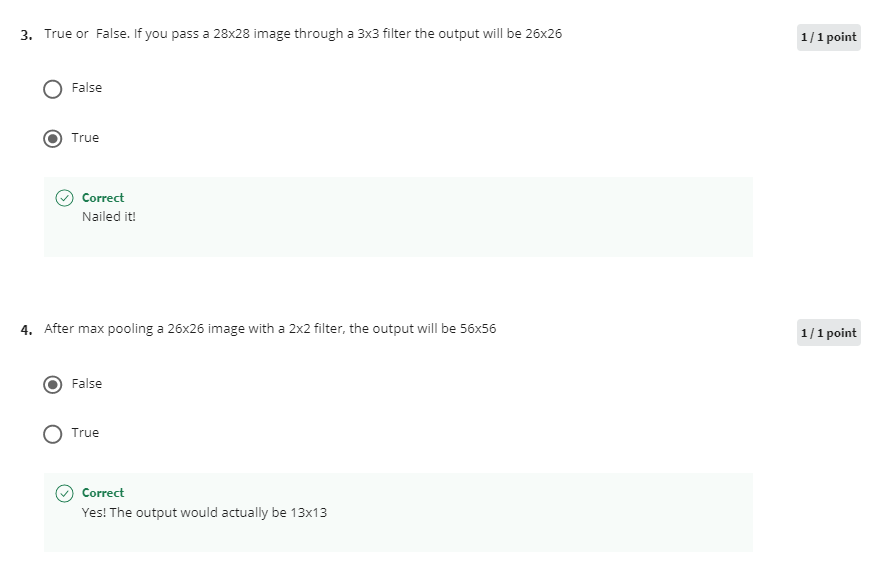 3. True or False. If you pass a 28x28 image through a 3x3 filter the output will be 26x26
1 / 1 point
False
True
Correct
Nailed it!
4. After max pooling a 26x26 image with a 2x2 filter, the output will be 56x56
1 / 1 point
False
True
Correct
Yes! The output would actually be 13x13